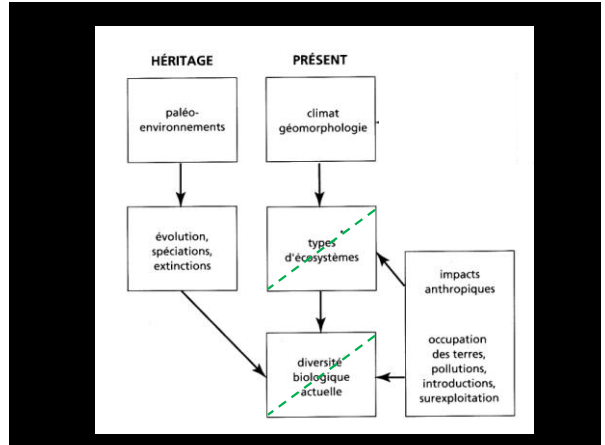 HÉRITAGE
PRÉSENT
paléo-
environnements
climat
géomorphologie
évolution,
spéciations,
extinctions
types
d'écosystèmes
impacts
anthropiques
occupation
des terres,
pollutions,
introductions,
surexploitation
diversité
biologique
actuelle